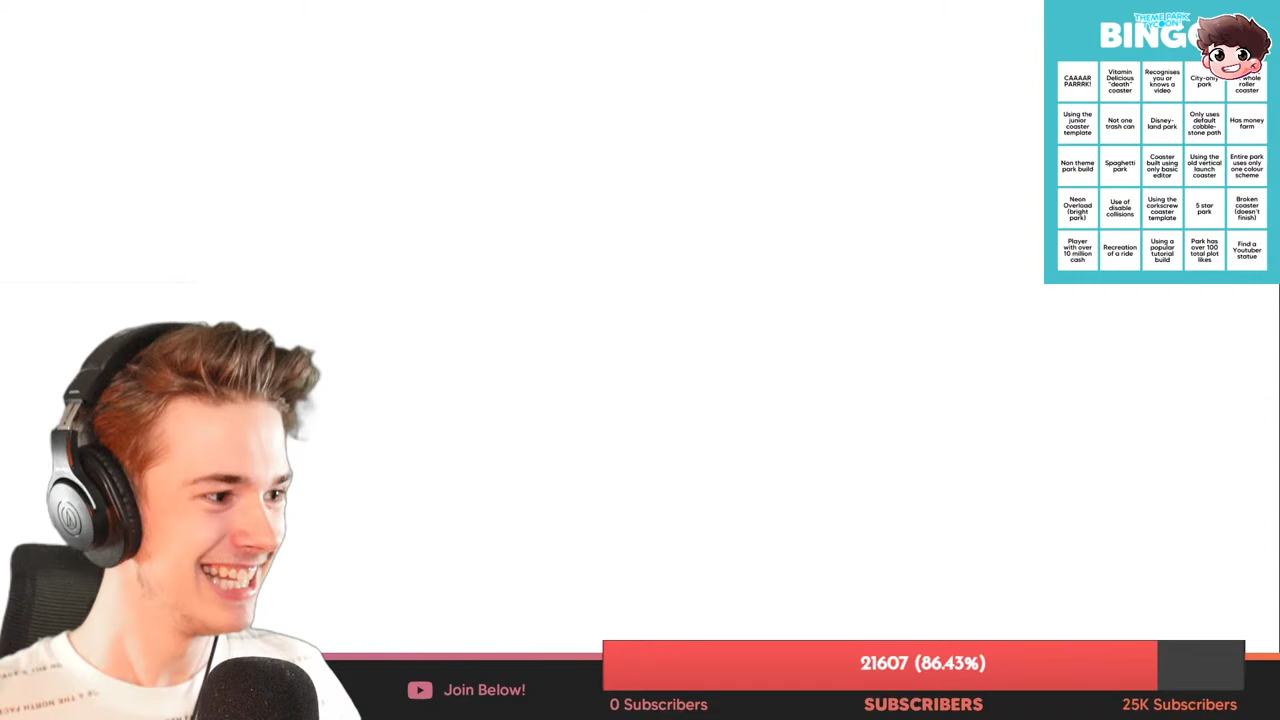 THEME PARK
TYCOON
BINGO
CAAAAR
PARRRK!
Vitamin
Delicious
"death"
coaster
Recognises
you or
knows a
video
City-only
park
whole
roller
coaster
Using the
junior
coaster
template
Not one
trash can
Disney-
land park
Only uses
default
cobble-
stone path
Has money
farm
Non theme
park build
Spaghetti
park
Coaster
built using
only basic
editor
Using the
old vertical
launch
coaster
Entire park
uses only
one colour
scheme
Neon
Overload
(bright
park)
Use of
disable
collisions
Using the
corkscrew
coaster
template
5 star
park
Broken
coaster
(doesn't
finish)
Player
with over
10 million
cash
Recreation
of a ride
Using a
popular
tutorial
build
Park has
over 100
total plot
likes
Find a
Youtuber
statue
21607 (86.43%)
Join Below!
0 Subscribers
SUBSCRIBERS
25K Subscribers